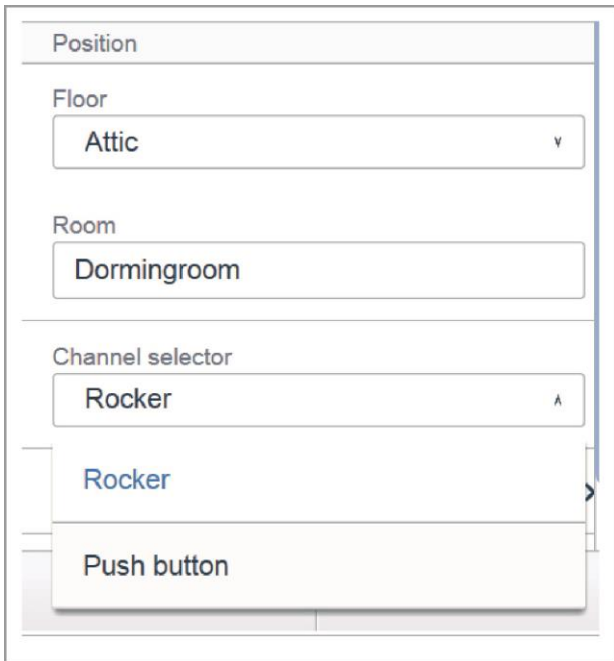 Position
Floor
Attic
Room
Dormingroom
Channel selector
Rocker
Rocker
Push button